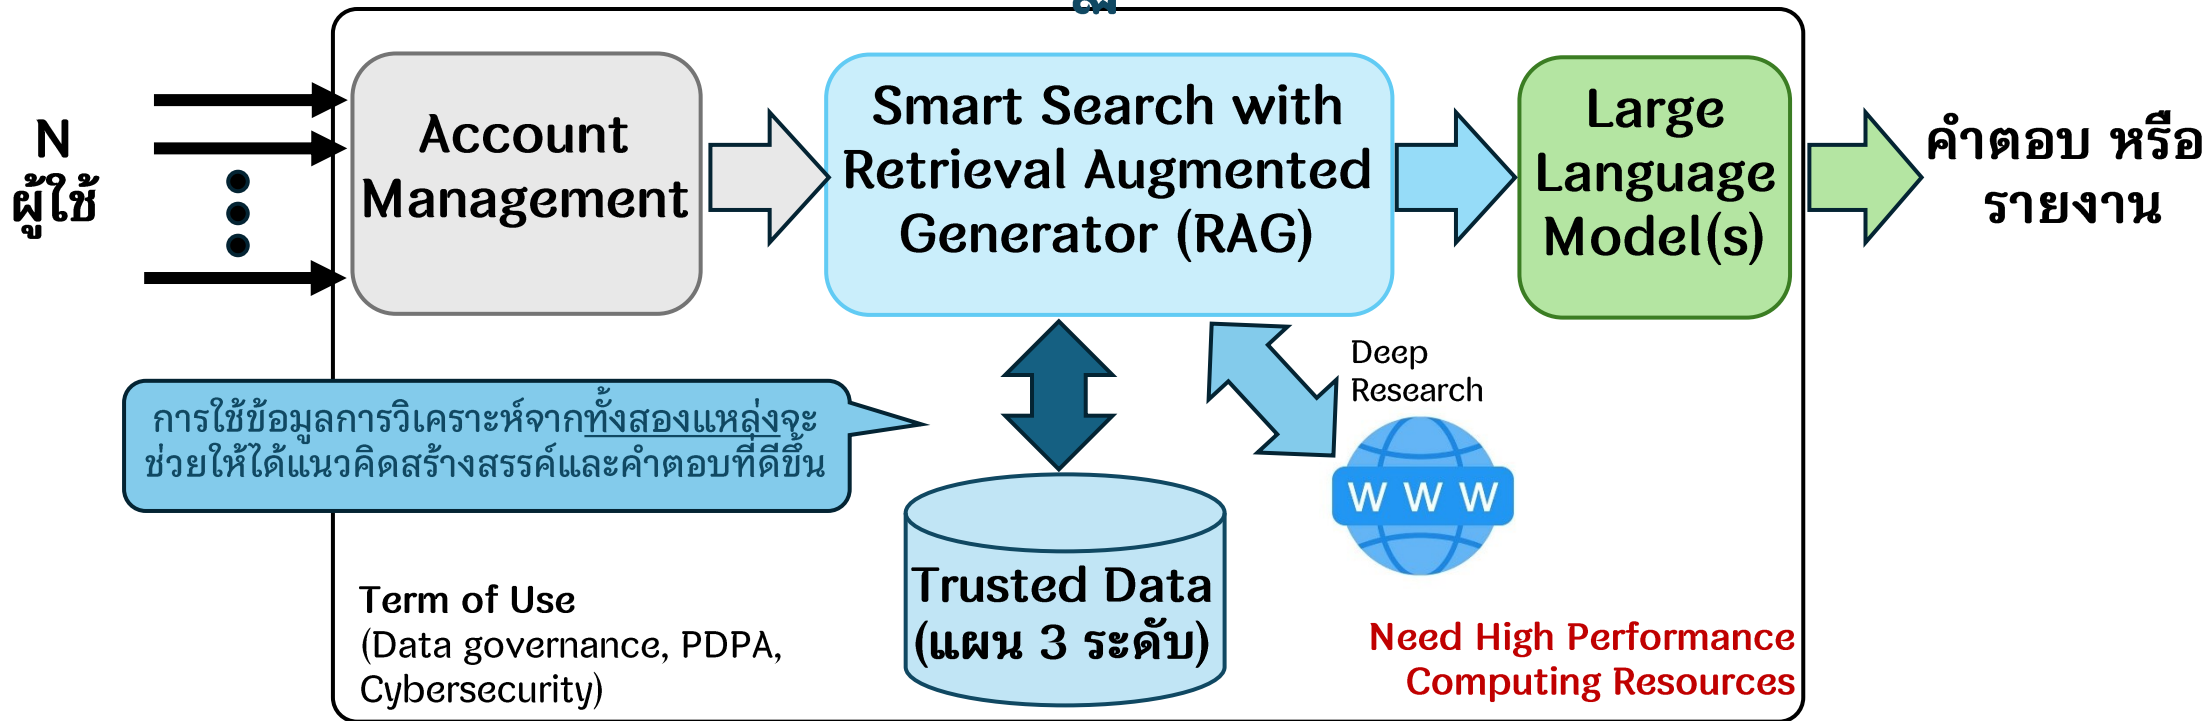 N
ผู้ใช้
Account
Management
Smart Search with
Retrieval Augmented
Generator (RAG)
Large
Language
Model(s)
คำตอบ หรือ
รายงาน
Deep
Research
การใช้ข้อมูลการวิเคราะห์จากทั้งสองแหล่งจะ
ช่วยให้ได้แนวคิดสร้างสรรค์และคำตอบที่ดีขึ้น
W W W
Trusted Data
(แผน 3 ระดับ)
Term of Use
(Data governance, PDPA,
Cybersecurity)
Need High Performance
Computing Resources